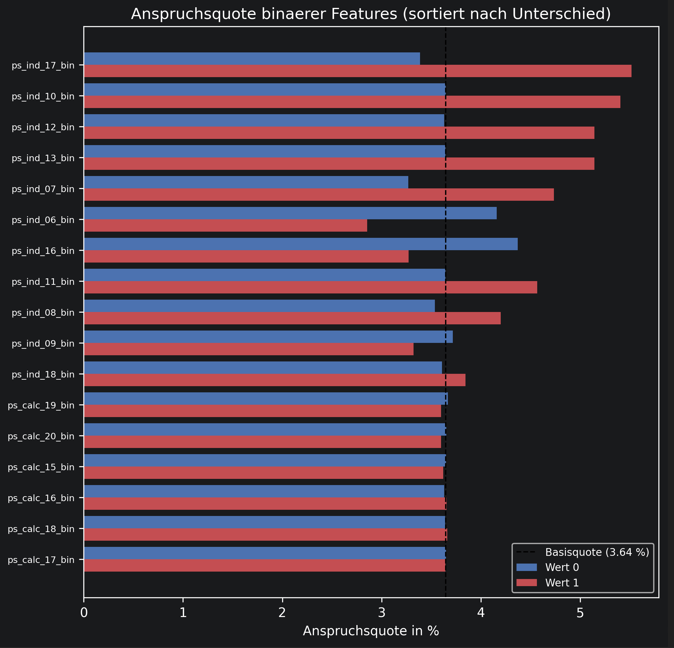 Anspruchsquote binaerer Features (sortiert nach Unterschied)
ps_ind_17_bin
ps_ind_10_bin
ps_ind_12_bin
ps_ind_13_bin
ps_ind_07_bin
ps_ind_06_bin
ps_ind_16_bin
ps_ind_11_bin
ps_ind_08_bin
ps_ind_09_bin
ps_ind_18_bin
ps_calc_19_bin
ps_calc_20_bin
ps_calc_15_bin
ps_calc_16_bin
ps_calc_18_bin
ps_calc_17_bin
Basisquote (3.64 %)
Wert 0
Wert 1
0 1 2 3 4 5
Anspruchsquote in %